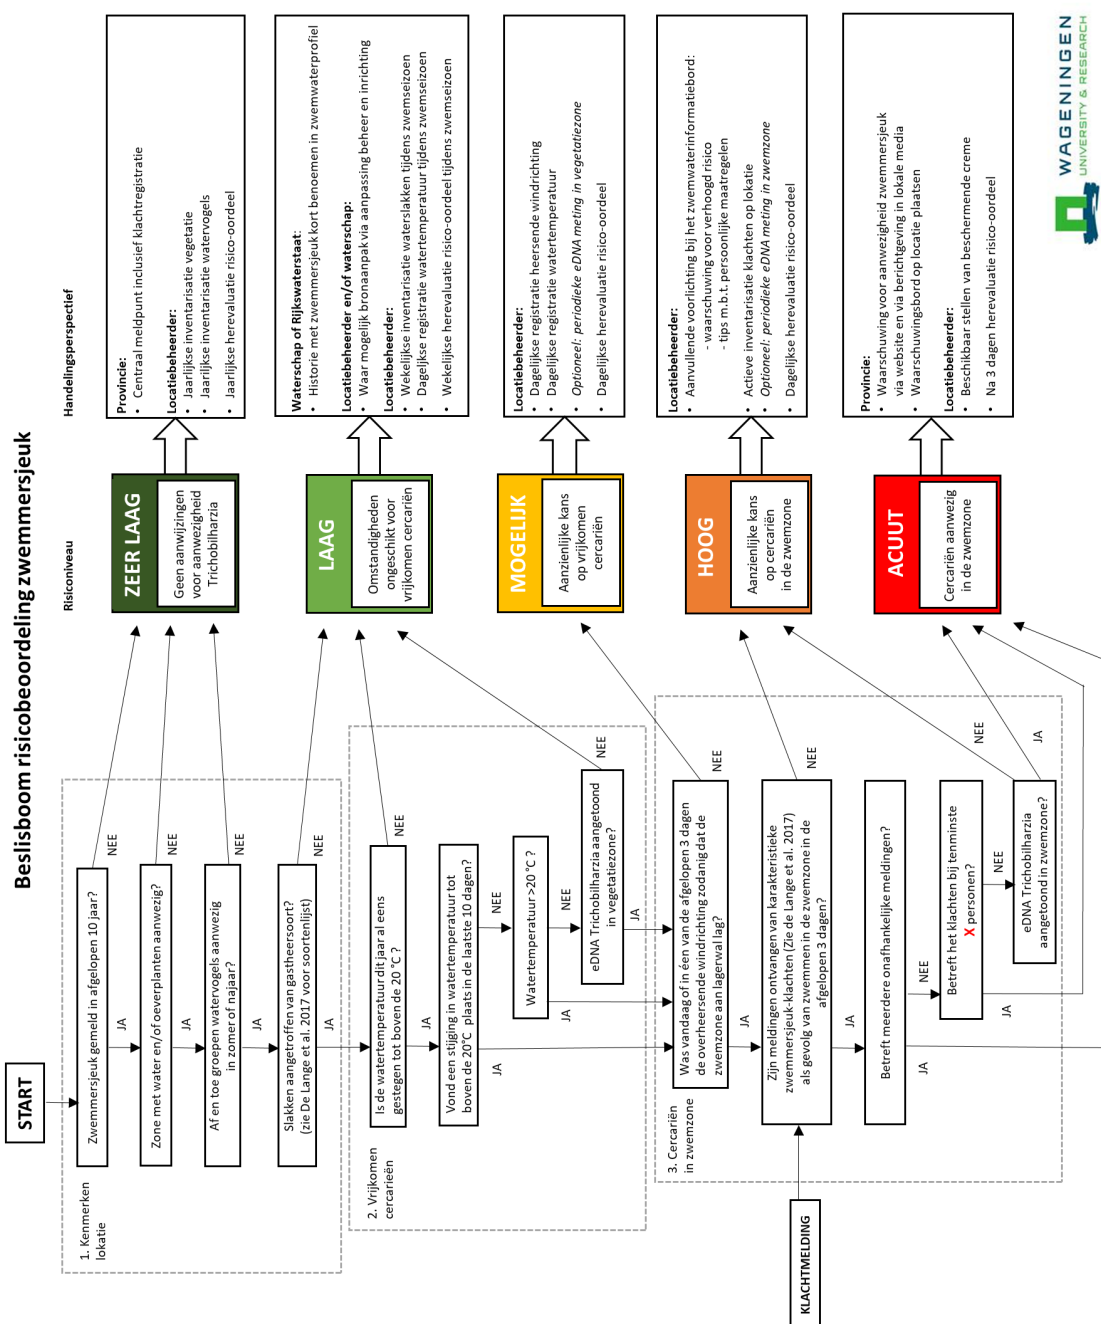 Beslisboom risicobeoordeling zwemmersjeuk
START
1. Kenmerken
lokatie
Zwemmersjeuk gemeld in afgelopen 10 jaar?
NEE
JA
Zone met water en/of oeverplanten aanwezig?
NEE
JA
Af en toe groepen watervogels aanwezig
in zomer of najaar?
NEE
JA
Slakken aangetroffen van gastheersoort?
(zie De Lange et al. 2017 voor soortenlijst)
NEE
JA
2. Vrijkomen
cercarieën
Is de watertemperatuur dit jaar al eens
gestegen tot boven de 20 °C ?
NEE
JA
Vond een stijging in watertemperatuur tot
boven de 20°C plaats in de laatste 10 dagen?
NEE
JA
Watertemperatuur >20 °C ?
NEE
JA
eDNA Trichobilharzia aangetoond
in vegetatiezone?
NEE
JA
3. Cercariën
in zwemzone
Was vandaag of in één van de afgelopen 3 dagen
de overheersende windrichting zodanig dat de
zwemzone aan lagerwal lag?
NEE
JA
KLACHTMELDING
Zijn meldingen ontvangen van karakteristieke
zwemmersjeuk-klachten (Zie de Lange et al. 2017)
als gevolg van zwemmen in de zwemzone in de
afgelopen 3 dagen?
NEE
JA
Betreft meerdere onafhankelijke meldingen?
NEE
JA
Betreft het klachten bij tenminste
X personen?
NEE
JA
eDNA Trichobilharzia
aangetoond in zwemzone?
NEE
JA
Risiconiveau
ZEER LAAG
Geen aanwijzingen
voor aanwezigheid
Trichobilharzia
LAAG
Omstandigheden
ongeschikt voor
vrijkomen cercariën
MOGELIJK
Aanzienlijke kans
op vrijkomen
cercariën
HOOG
Aanzienlijke kans
op cercariën
in de zwemzone
ACUUT
Cercariën aanwezig
in de zwemzone
Handelingsperspectief
Provincie:
• Centraal meldpunt inclusief klachtregistratie
Locatiebeheerder:
• Jaarlijkse inventarisatie vegetatie
• Jaarlijkse inventarisatie watervogels
• Jaarlijkse herevaluatie risico-oordeel
Waterschap of Rijkswaterstaat:
• Historie met zwemmersjeuk kort benoemen in zwemwaterprofiel
Locatiebeheerder en/of waterschap:
• Waar mogelijk bronaanpak via aanpassing beheer en inrichting
Locatiebeheerder:
• Wekelijkse inventarisatie waterslakken tijdens zwemseizoen
• Dagelijkse registratie watertemperatuur tijdens zwemseizoen
• Wekelijkse herevaluatie risico-oordeel tijdens zwemseizoen
Locatiebeheerder:
• Dagelijkse registratie heersende windrichting
• Dagelijkse registratie watertemperatuur
• Optioneel: periodieke eDNA meting in vegetatiezone
• Dagelijkse herevaluatie risico-oordeel
Locatiebeheerder:
• Aanvullende voorlichting bij het zwemwaterinformatiebord:
- waarschuwing voor verhoogd risico
- tips m.b.t. persoonlijke maatregelen
• Actieve inventarisatie klachten op lokatie
• Optioneel: periodieke eDNA meting in zwemzone
• Dagelijkse herevaluatie risico-oordeel
Provincie:
• Waarschuwing voor aanwezigheid zwemmersjeuk
via website en via berichtgeving in lokale media
• Waarschuwingsbord op locatie plaatsen
Locatiebeheerder:
• Beschikbaar stellen van beschermende creme
• Na 3 dagen herevaluatie risico-oordeel
WAGENINGEN
UNIVERSITY & RESEARCH